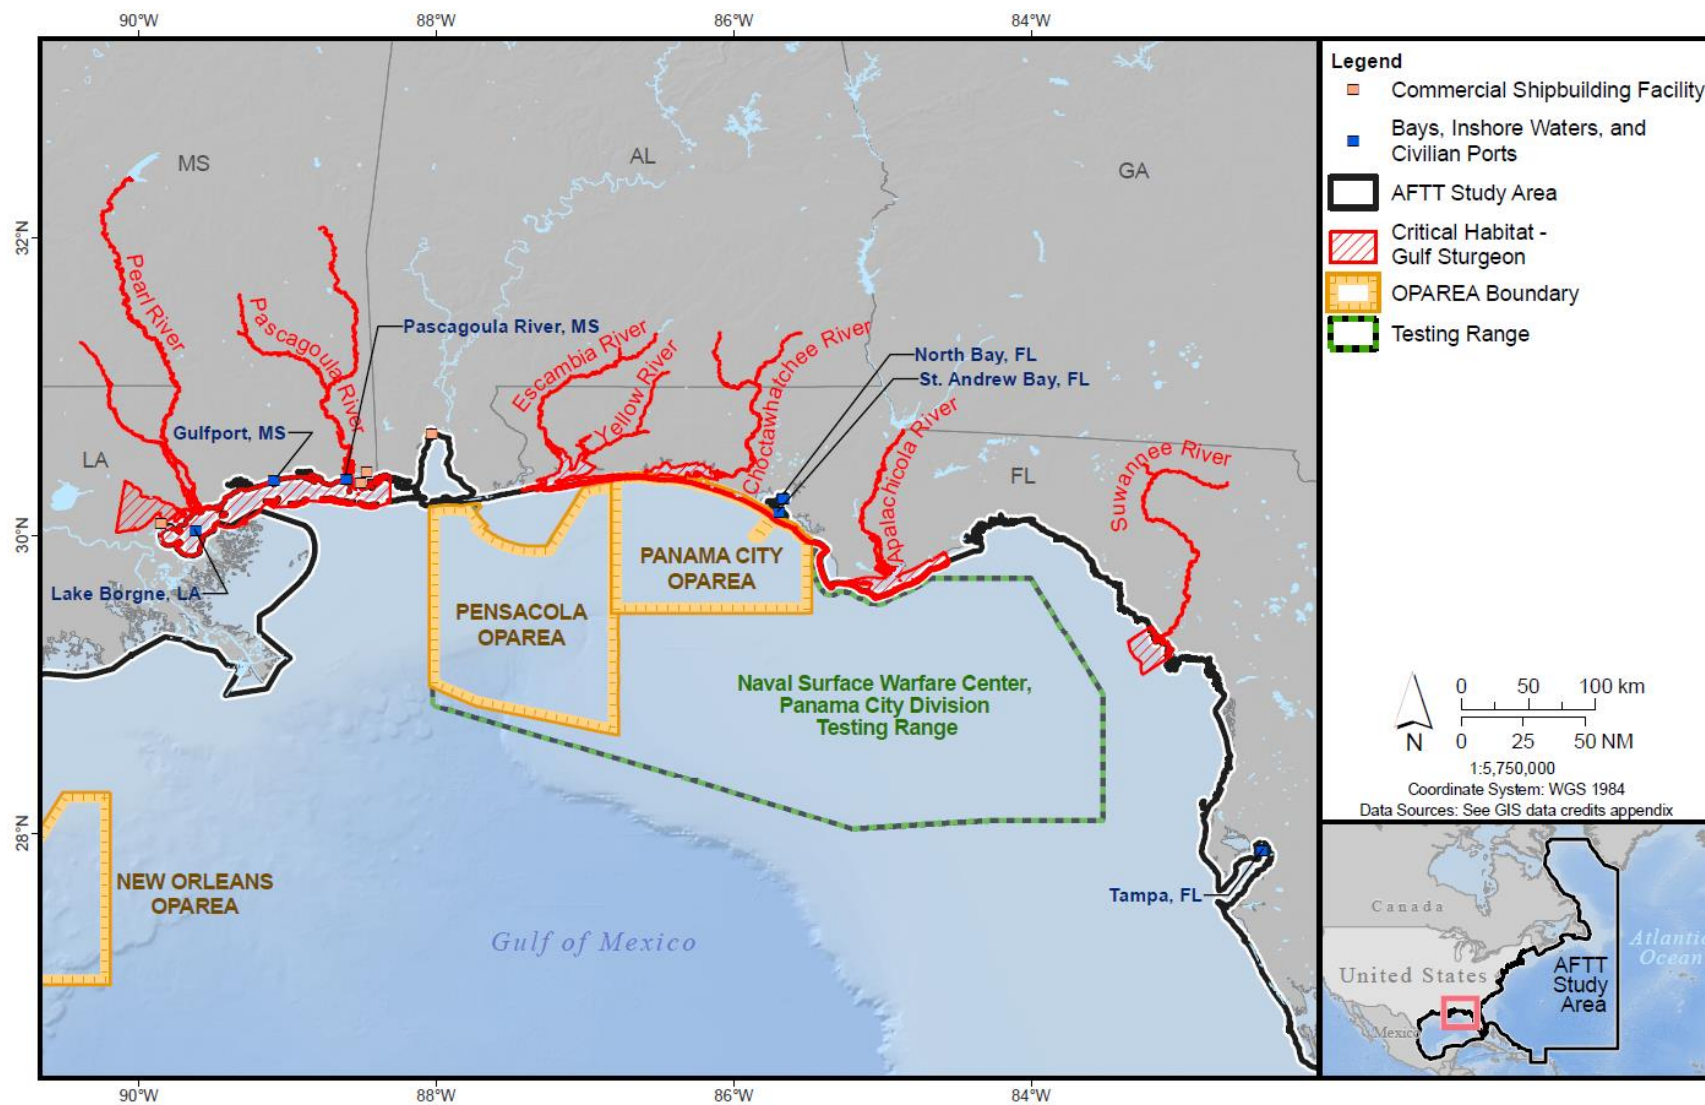 90°W
88°W
86°W
84°W
32°N
30°N
28°N
90°W
88°W
86°W
84°W
MS
AL
GA
LA
FL
Pearl River
Pascagoula River
Pascagoula River, MS
Escambia River
Yellow River
Choctawhatchee River
North Bay, FL
St. Andrew Bay, FL
Apalachicola River
Suwannee River
Gulfport, MS
Lake Borgne, LA
PENSACOLA
OPAREA
PANAMA CITY
OPAREA
Naval Surface Warfare Center,
Panama City Division
Testing Range
NEW ORLEANS
OPAREA
Gulf of Mexico
Tampa, FL
Legend
Commercial Shipbuilding Facility
Bays, Inshore Waters, and
Civilian Ports
AFTT Study Area
Critical Habitat -
Gulf Sturgeon
OPAREA Boundary
Testing Range
N
0 50 100 km
0 25 50 NM
1:5,750,000
Coordinate System: WGS 1984
Data Sources: See GIS data credits appendix
Canada
United States
Mexico
Atlantic
Ocean
AFTT
Study
Area